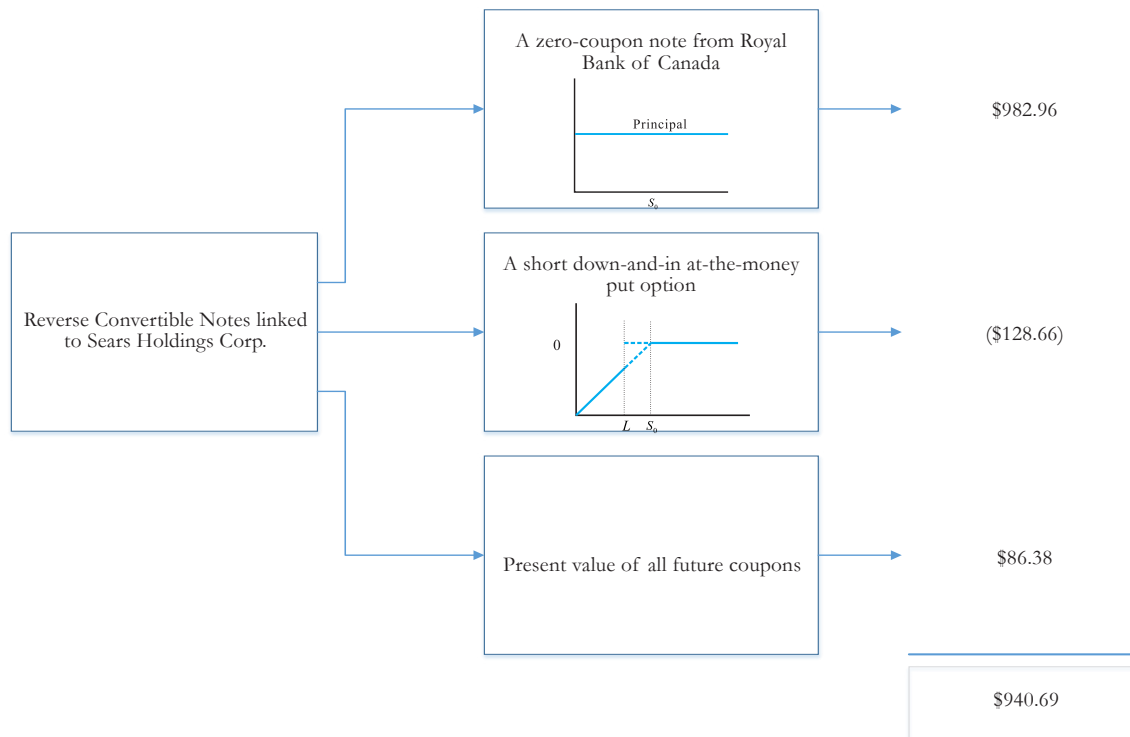 A zero-coupon note from Royal
Bank of Canada
Principal
S₀
$982.96
Reverse Convertible Notes linked
to Sears Holdings Corp.
A short down-and-in at-the-money
put option
0
L S₀
($128.66)
Present value of all future coupons
$86.38
$940.69